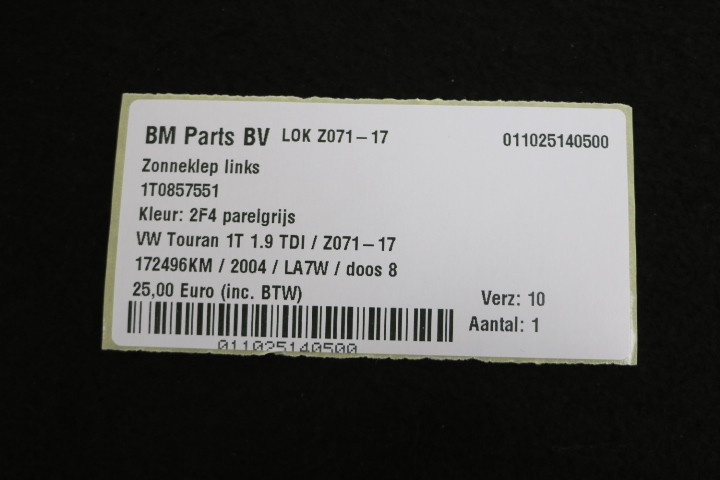 BM Parts BV LOK Z071-17 011025140500
Zonneklep links
1T0857551
Kleur: 2F4 parelgrijs
VW Touran 1T 1.9 TDI / Z071-17
172496KM / 2004 / LA7W / doos 8
25,00 Euro (inc. BTW) Verz: 10
Aantal: 1
011025140500